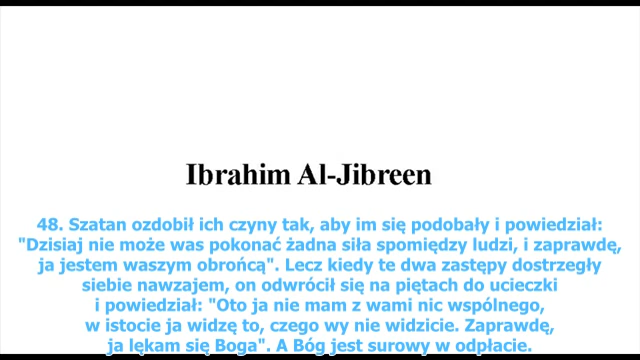 Ibrahim Al-Jibreen
48. Szatan ozdobił ich czyny tak, aby im się podobały i powiedział:
"Dzisiaj nie może was pokonać żadna siła spomiędzy ludzi, i zaprawdę,
ja jestem waszym obrońcą". Lecz kiedy te dwa zastępy dostrzegły
siebie nawzajem, on odwrócił się na piętach do ucieczki
i powiedział: "Oto ja nie mam z wami nic wspólnego,
w istocie ja widzę to, czego wy nie widzicie. Zaprawdę,
ja lękam się Boga". A Bóg jest surowy w odpłacie.